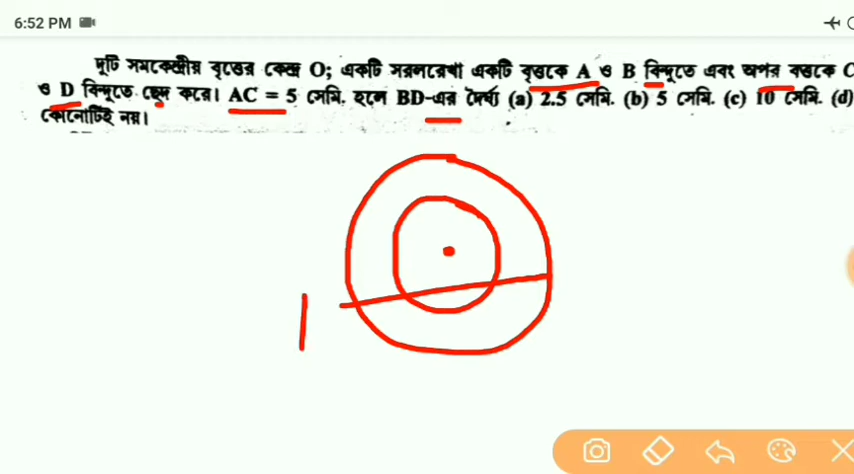 6:52 PM
দুটি সমকেন্দ্রীয় বৃত্তের কেন্দ্র O; একটি সরলরেখা একটি বৃত্তকে A ও B বিন্দুতে এবং অপর বৃত্তকে C
ও D বিন্দুতে ছেদ করে। AC = 5 সেমি. হলে BD-এর দৈর্ঘ্য (a) 2.5 সেমি. (b) 5 সেমি. (c) 10 সেমি. (d)
কোনোটিই নয়।